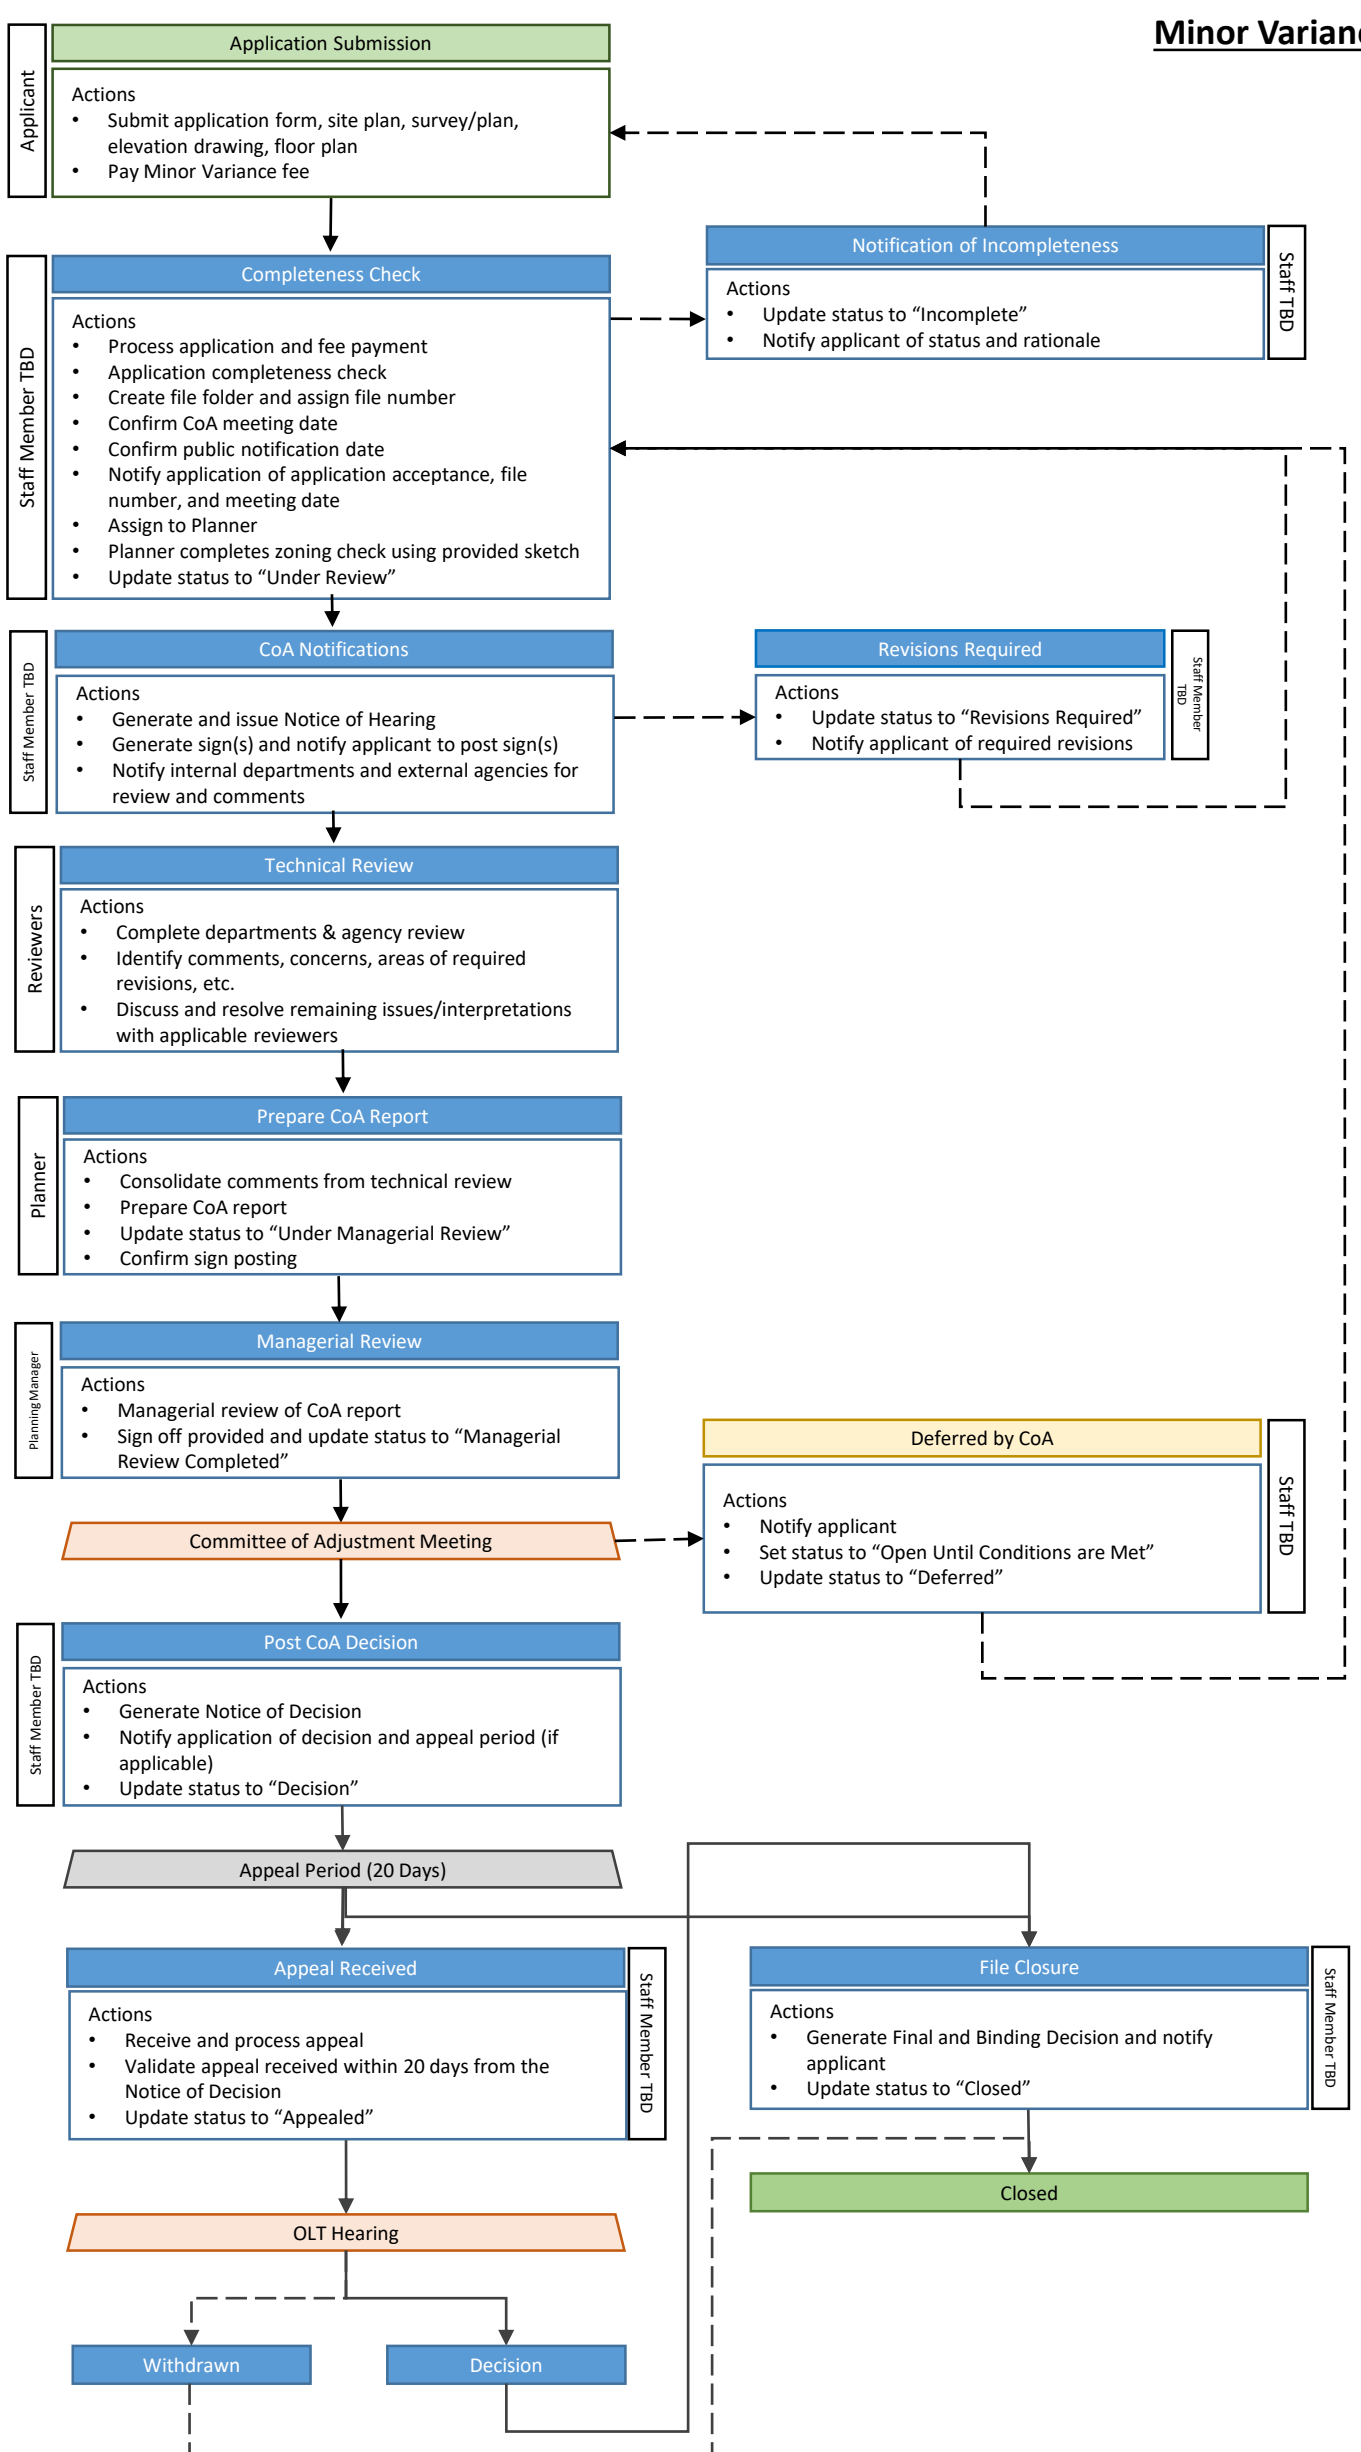 Minor Varianc
Applicant
Application Submission
Actions
• Submit application form, site plan, survey/plan,
elevation drawing, floor plan
• Pay Minor Variance fee
Notification of Incompleteness
Staff TBD
Actions
• Update status to “Incomplete”
• Notify applicant of status and rationale
Staff Member TBD
Completeness Check
Actions
• Process application and fee payment
• Application completeness check
• Create file folder and assign file number
• Confirm CoA meeting date
• Confirm public notification date
• Notify application of application acceptance, file
number, and meeting date
• Assign to Planner
• Planner completes zoning check using provided sketch
• Update status to “Under Review”
Staff Member TBD
CoA Notifications
Actions
• Generate and issue Notice of Hearing
• Generate sign(s) and notify applicant to post sign(s)
• Notify internal departments and external agencies for
review and comments
Revisions Required
Staff Member
TBD
Actions
• Update status to “Revisions Required”
• Notify applicant of required revisions
Reviewers
Technical Review
Actions
• Complete departments & agency review
• Identify comments, concerns, areas of required
revisions, etc.
• Discuss and resolve remaining issues/interpretations
with applicable reviewers
Planner
Prepare CoA Report
Actions
• Consolidate comments from technical review
• Prepare CoA report
• Update status to “Under Managerial Review”
• Confirm sign posting
Planning Manager
Managerial Review
Actions
• Managerial review of CoA report
• Sign off provided and update status to “Managerial
Review Completed”
Deferred by CoA
Staff TBD
Actions
• Notify applicant
• Set status to “Open Until Conditions are Met”
• Update status to “Deferred”
Committee of Adjustment Meeting
Staff Member TBD
Post CoA Decision
Actions
• Generate Notice of Decision
• Notify application of decision and appeal period (if
applicable)
• Update status to “Decision”
Appeal Period (20 Days)
Appeal Received
Staff Member TBD
Actions
• Receive and process appeal
• Validate appeal received within 20 days from the
Notice of Decision
• Update status to “Appealed”
File Closure
Staff Member TBD
Actions
• Generate Final and Binding Decision and notify
applicant
• Update status to “Closed”
Closed
OLT Hearing
Withdrawn
Decision